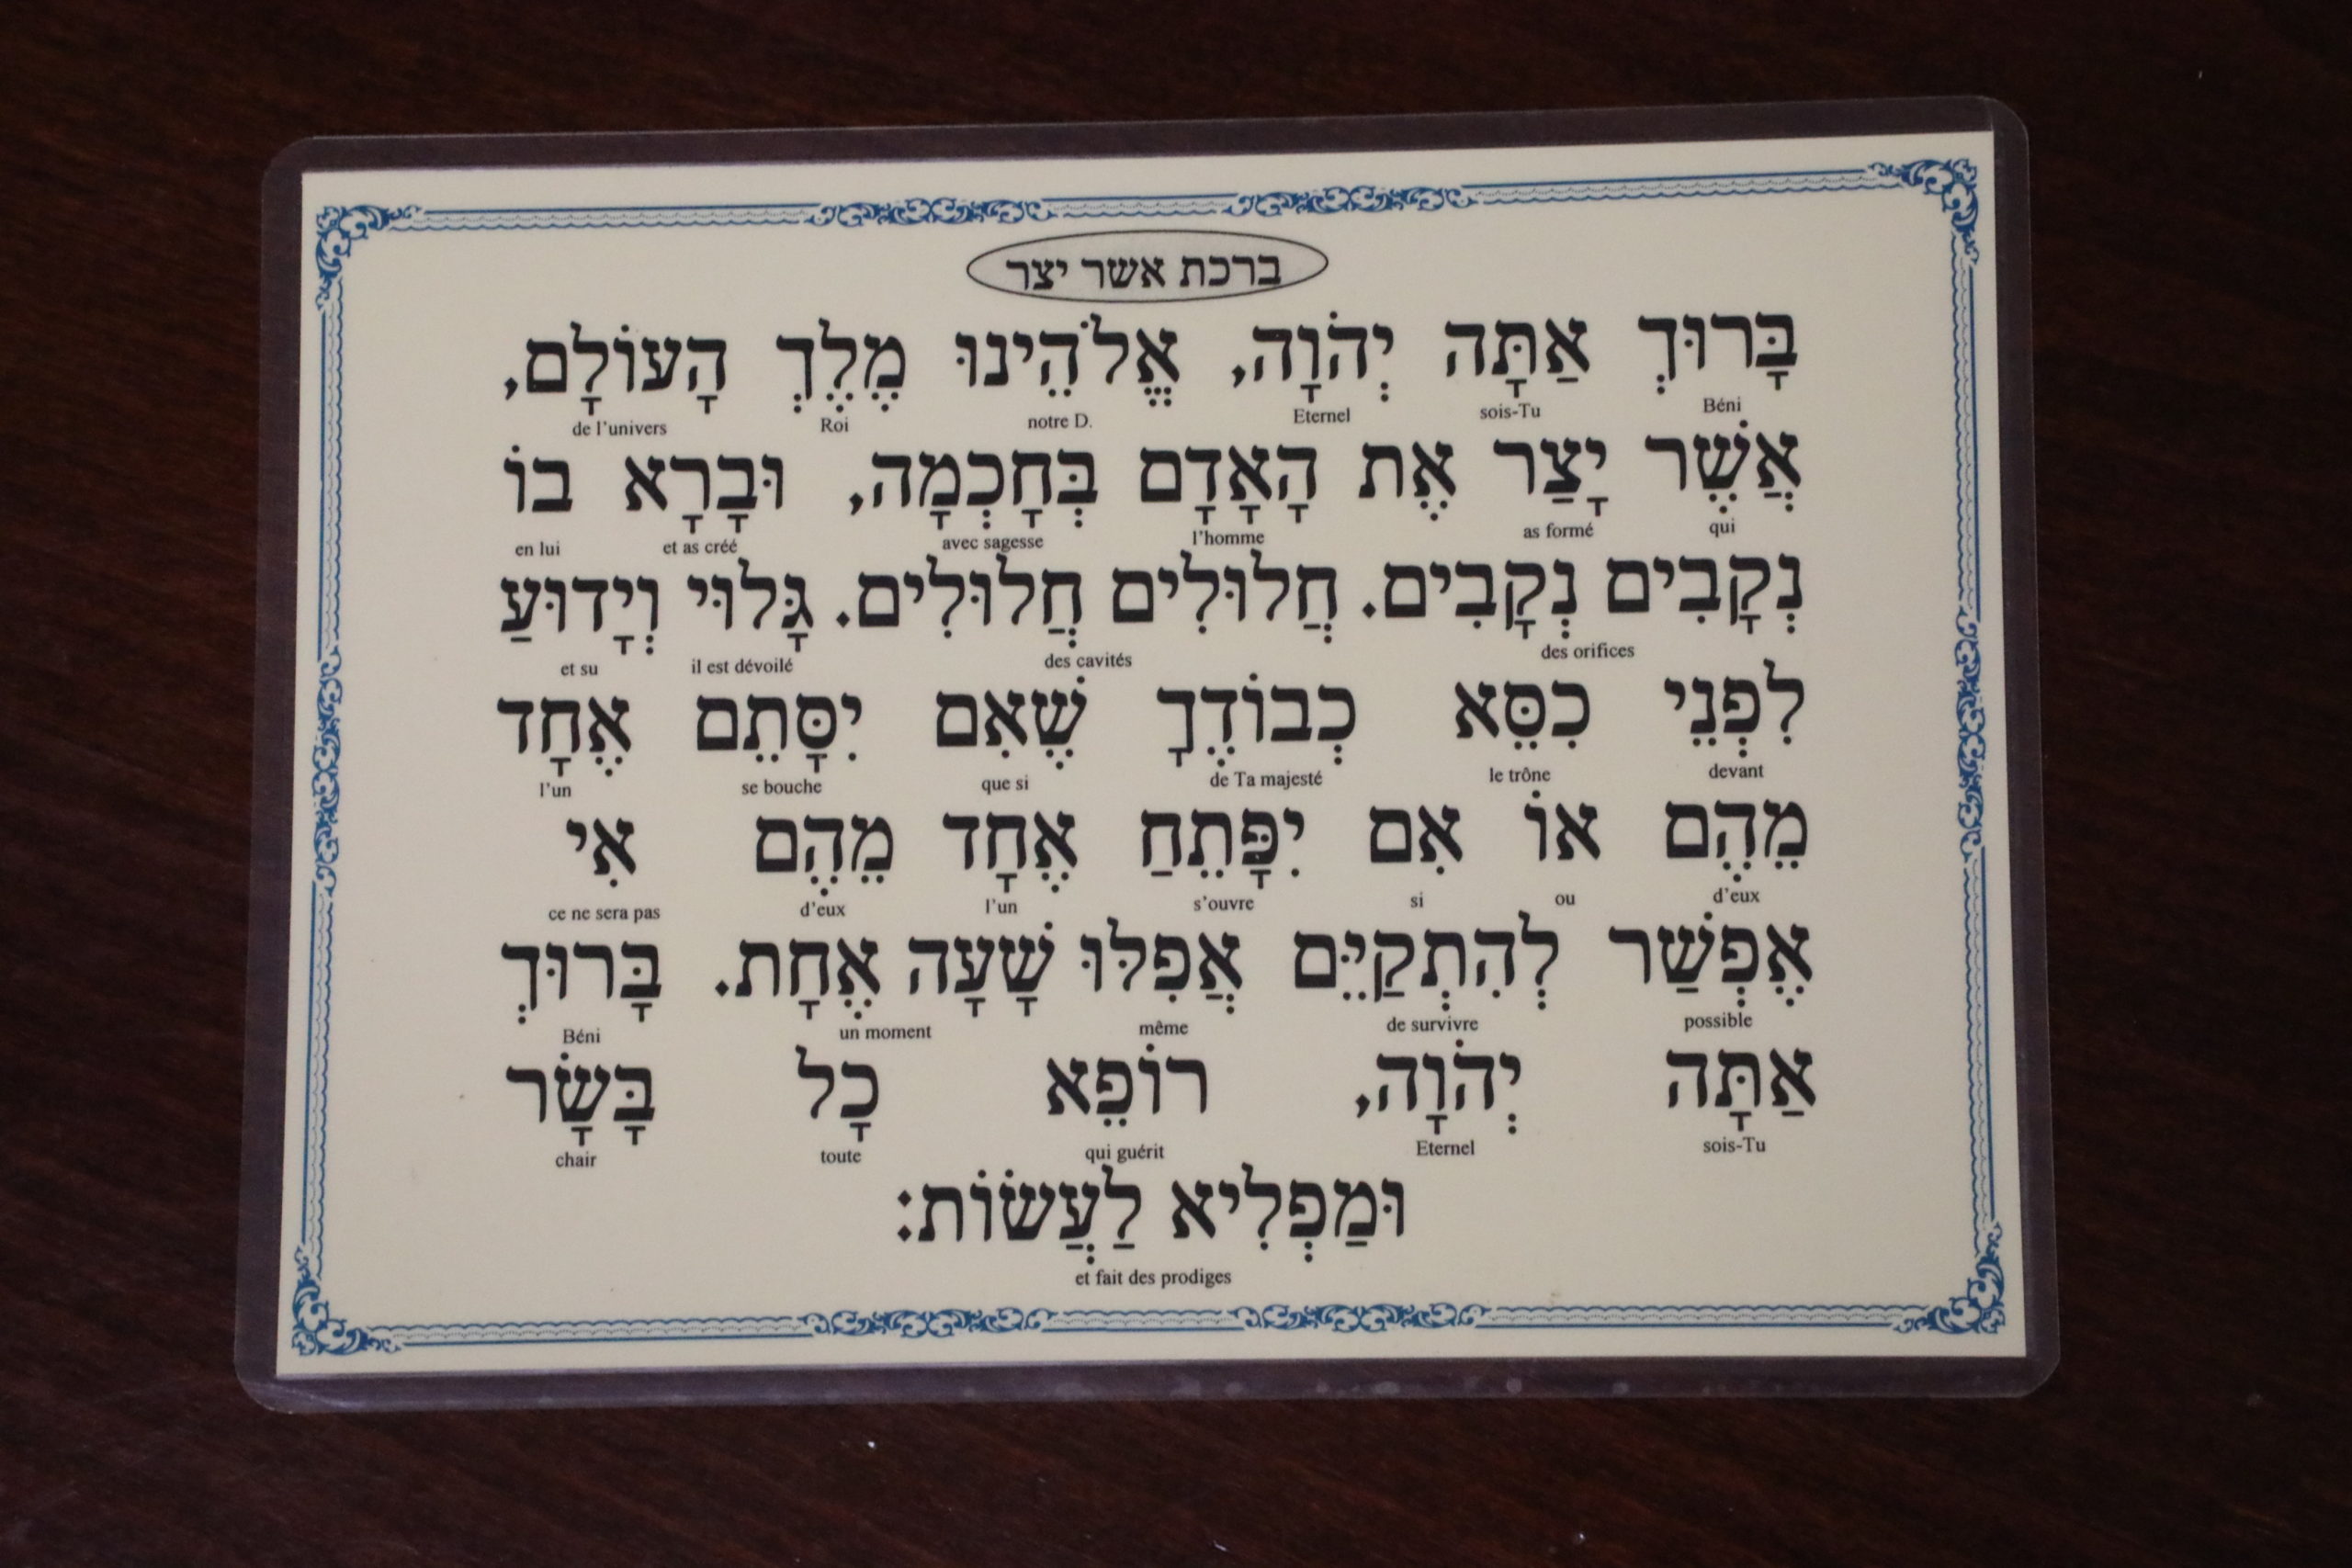 ברכת אשר יצר
בָּרוּךְ אַתָּה יְהֹוָה, אֱלֹהֵינוּ מֶלֶךְ הָעוֹלָם,
Béni sois-Tu Eternel notre D. Roi de l'univers
אֲשֶׁר יָצַר אֶת הָאָדָם בְּחָכְמָה, וּבָרָא בוֹ
qui as formé l'homme avec sagesse et as créé en lui
נְקָבִים נְקָבִים. חֲלוּלִים חֲלוּלִים. גָּלוּי וְיָדוּעַ
des orifices des cavités il est dévoilé et su
לִפְנֵי כִסֵּא כְבוֹדֶךָ שֶׁאִם יִסָּתֵם אֶחָד
devant le trône de Ta majesté que si se bouche l'un
מֵהֶם אוֹ אִם יִפָּתֵחַ אֶחָד מֵהֶם אִי
d'eux ou si s'ouvre l'un d'eux ce ne sera pas
אֶפְשַׁר לְהִתְקַיֵּם אֲפִלּוּ שָׁעָה אֶחָת. בָּרוּךְ
possible de survivre même un moment Béni
אַתָּה יְהֹוָה, רוֹפֵא כָל בָּשָׂר
sois-Tu Eternel qui guérit toute chair
וּמַפְלִיא לַעֲשׂוֹת:
et fait des prodiges